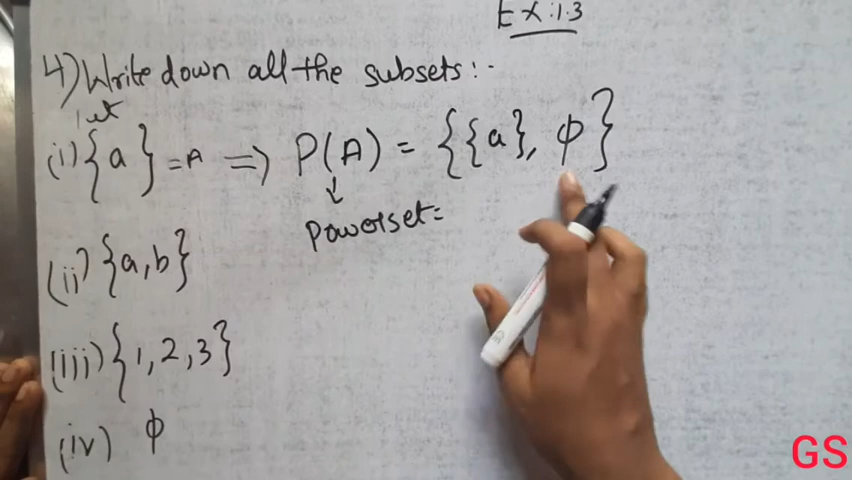 Ex:1.3
4) Write down all the subsets:-
Let
(i) {a} = A => P(A) = {{a}, ϕ}
↓
Powerset =
(ii) {a,b}
(iii) {1,2,3}
(iv) ϕ
GS